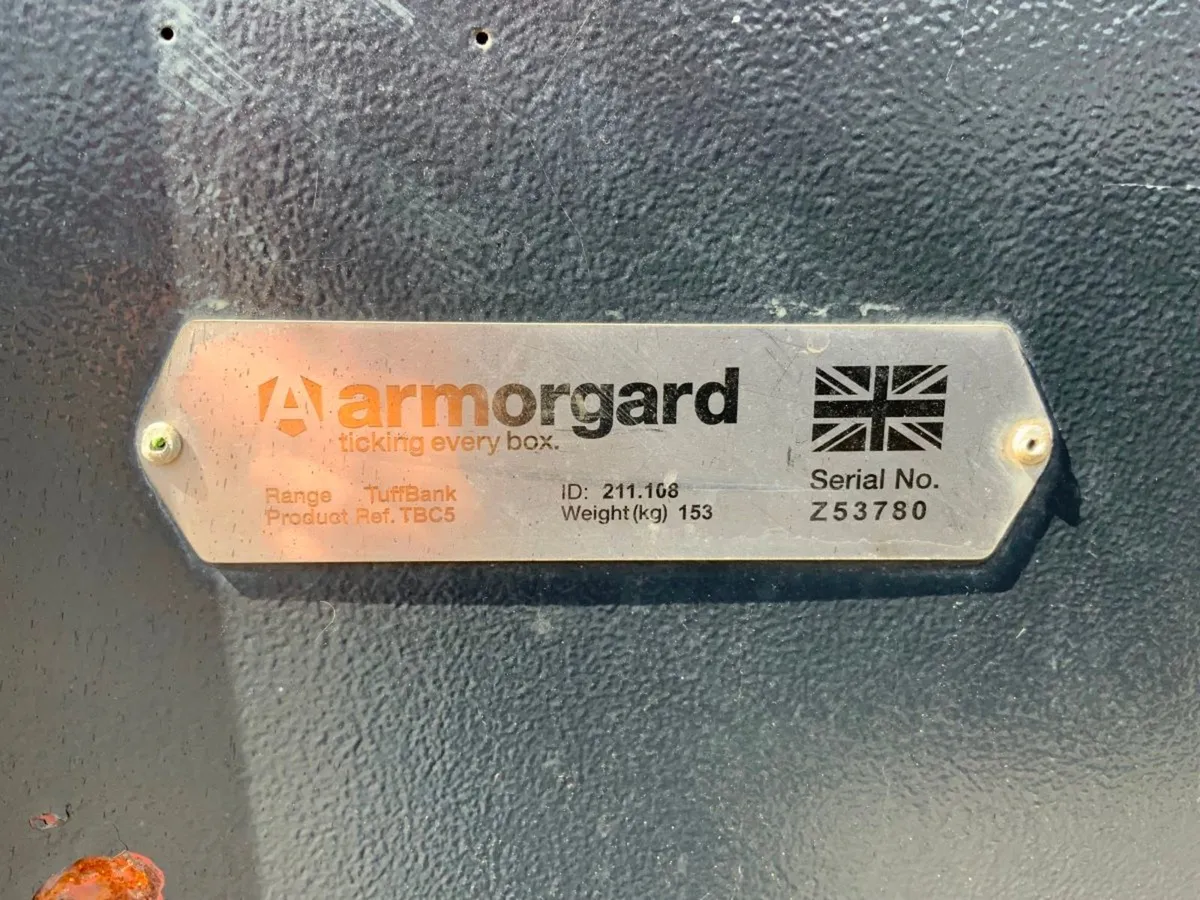 armorgard
ticking every box.
Range TuffBank
Product Ref. TBC5
ID: 211.108
Weight (kg) 153
Serial No.
Z53780